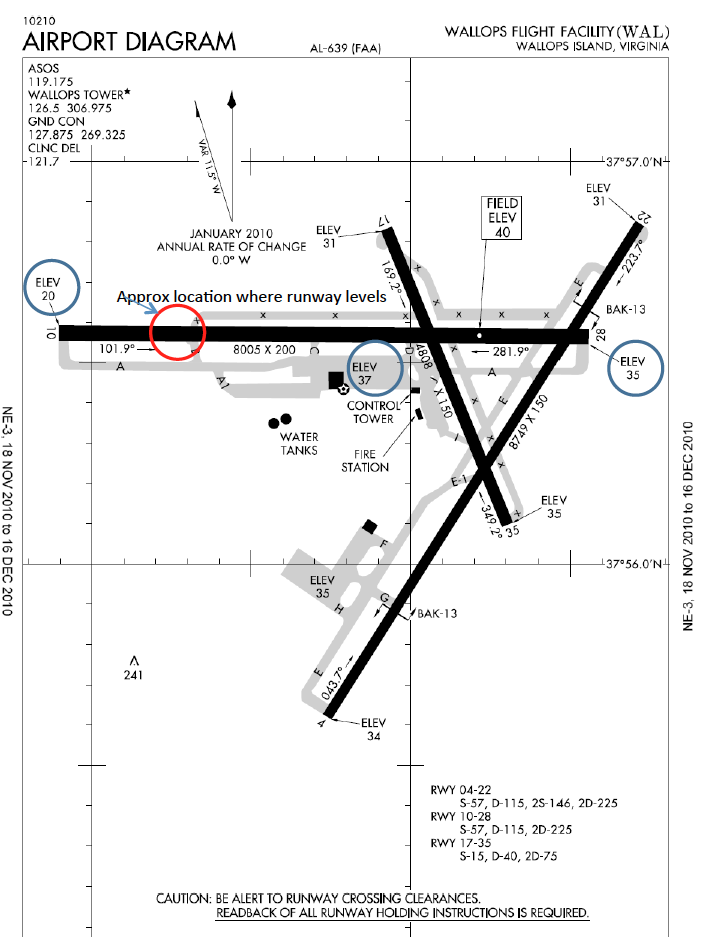 10210
AIRPORT DIAGRAM
AL-639 (FAA)
WALLOPS FLIGHT FACILITY (WAL)
WALLOPS ISLAND, VIRGINIA
ASOS
119.175
WALLOPS TOWER★
126.5 306.975
GND CON
127.875 269.325
CLNC DEL
121.7
VAR 11.5° W
JANUARY 2010
ANNUAL RATE OF CHANGE
0.0° W
37°57.0'N
ELEV
31
17
FIELD
ELEV
40
ELEV
31
22
ELEV
20
Approx location where runway levels
169.2°
223.7°
E
BAK-13
10
x x x x x x
101.9°
8005 X 200
281.9°
28
A
A1
B
C
D
A
ELEV
37
ELEV
35
4808 X 150
C
8749 X 150
E
CONTROL
TOWER
WATER
TANKS
FIRE
STATION
I
E-1
349.2°
35
ELEV
35
37°56.0'N
F
ELEV
35
H
G
BAK-13
E
043.7°
4
ELEV
34
241
RWY 04-22
S-57, D-115, 2S-146, 2D-225
RWY 10-28
S-57, D-115, 2D-225
RWY 17-35
S-15, D-40, 2D-75
CAUTION: BE ALERT TO RUNWAY CROSSING CLEARANCES.
READBACK OF ALL RUNWAY HOLDING INSTRUCTIONS IS REQUIRED.
NE-3, 18 NOV 2010 to 16 DEC 2010
NE-3, 18 NOV 2010 to 16 DEC 2010